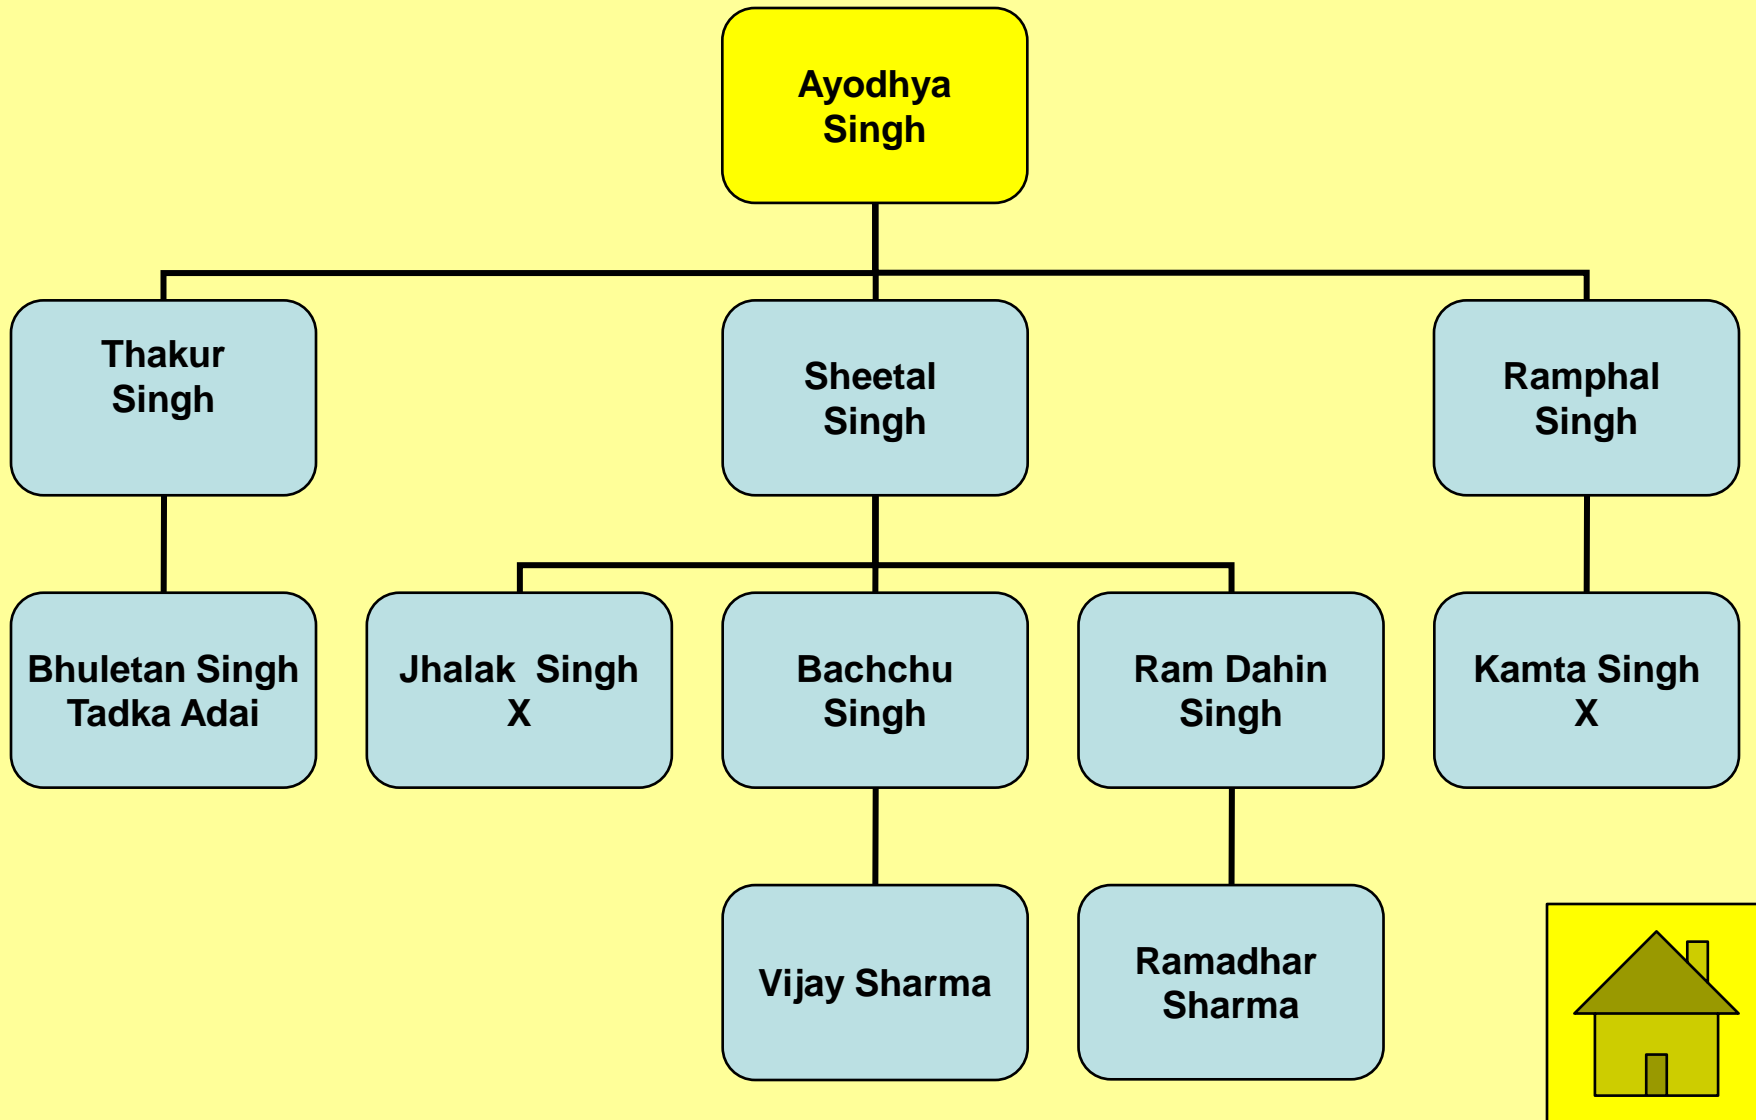 Ayodhya
Singh
Thakur
Singh
Sheetal
Singh
Ramphal
Singh
Bhuletan Singh
Tadka Adai
Jhalak  Singh
X
Bachchu
Singh
Ram Dahin
Singh
Kamta Singh
X
Vijay Sharma
Ramadhar
Sharma